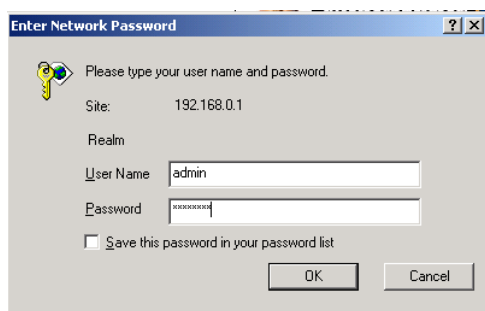 Enter Network Password
Please type your user name and password.
Site: 192.168.0.1
Realm
User Name admin
Password xxxxxxxx
Save this password in your password list
OK Cancel